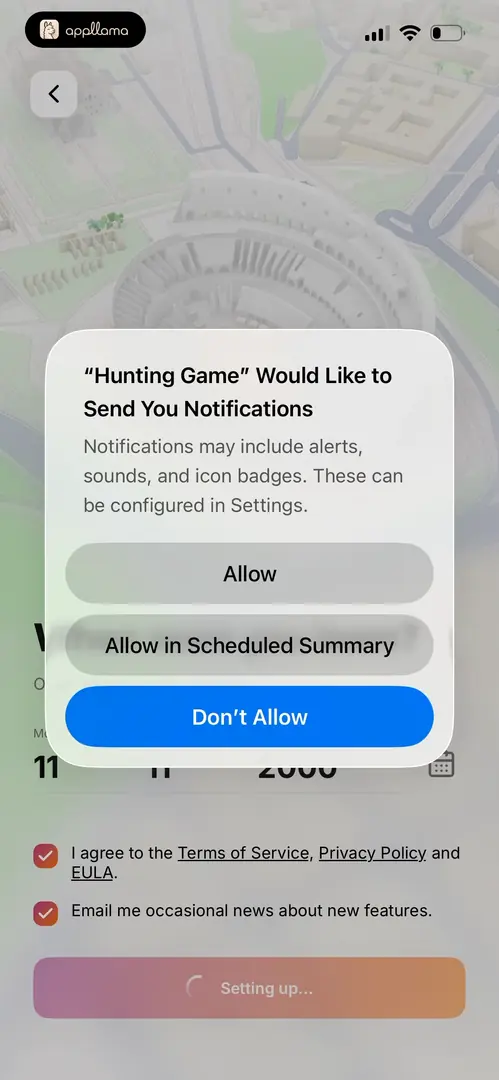 appllama
“Hunting Game” Would Like to
Send You Notifications
Notifications may include alerts,
sounds, and icon badges. These can
be configured in Settings.
Allow
Allow in Scheduled Summary
Don’t Allow
11 11 2000
I agree to the Terms of Service, Privacy Policy and
EULA.
Email me occasional news about new features.
Setting up...